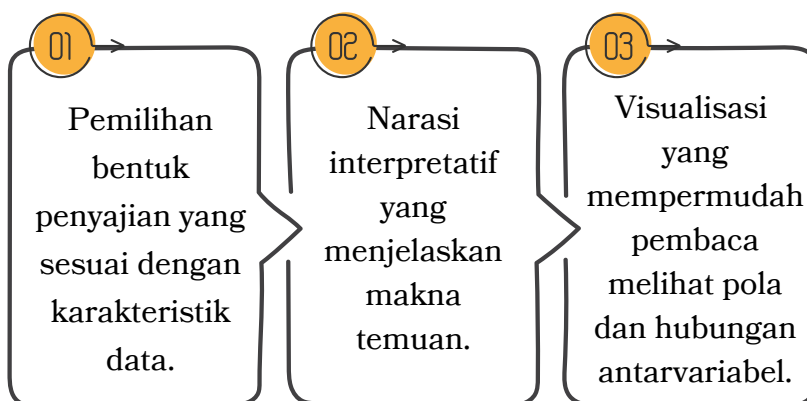 01
Pemilihan
bentuk
penyajian yang
sesuai dengan
karakteristik
data.
02
Narasi
interpretatif
yang
menjelaskan
makna
temuan.
03
Visualisasi
yang
mempermudah
pembaca
melihat pola
dan hubungan
antarvariabel.